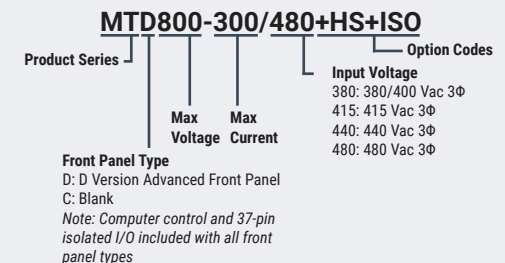 MTD800-300/480+HS+ISO
Product Series
Option Codes
Input Voltage
380: 380/400 Vac 3Φ
415: 415 Vac 3Φ
440: 440 Vac 3Φ
480: 480 Vac 3Φ
Max
Voltage
Max
Current
Front Panel Type
D: D Version Advanced Front Panel
C: Blank
Note: Computer control and 37-pin
isolated I/O included with all front
panel types